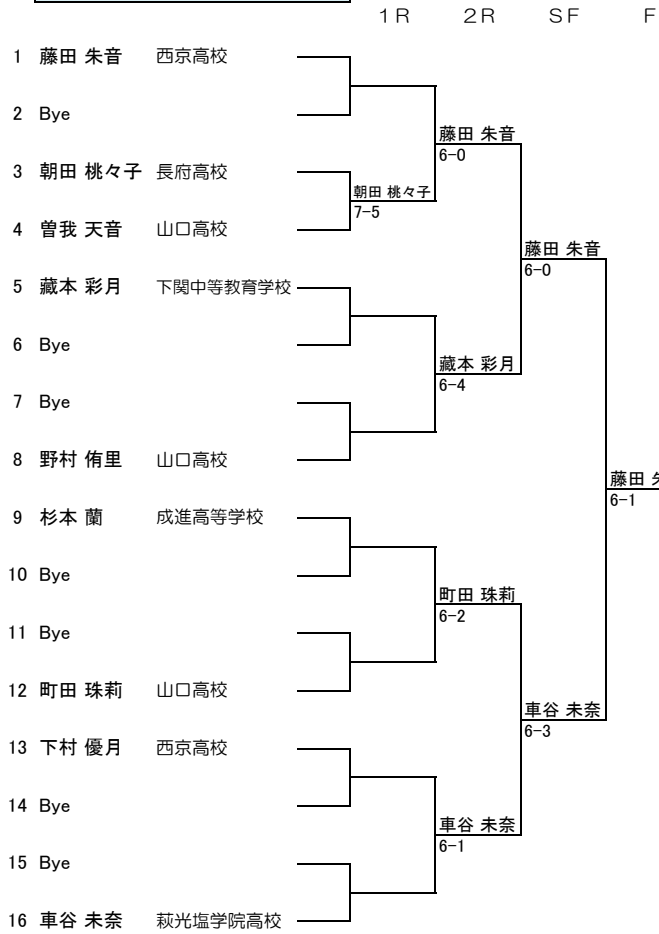 1R 2R SF F
1 藤田 朱音 西京高校
2 Bye
藤田 朱音
6-0
3 朝田 桃々子 長府高校
朝田 桃々子
7-5
4 曽我 天音 山口高校
藤田 朱音
6-0
5 藏本 彩月 下関中等教育学校
6 Bye
藏本 彩月
6-4
7 Bye
8 野村 侑里 山口高校
藤田
6-1
9 杉本 蘭 成進高等学校
10 Bye
町田 珠莉
6-2
11 Bye
12 町田 珠莉 山口高校
車谷 未奈
6-3
13 下村 優月 西京高校
14 Bye
車谷 未奈
6-1
15 Bye
16 車谷 未奈 萩光塩学院高校